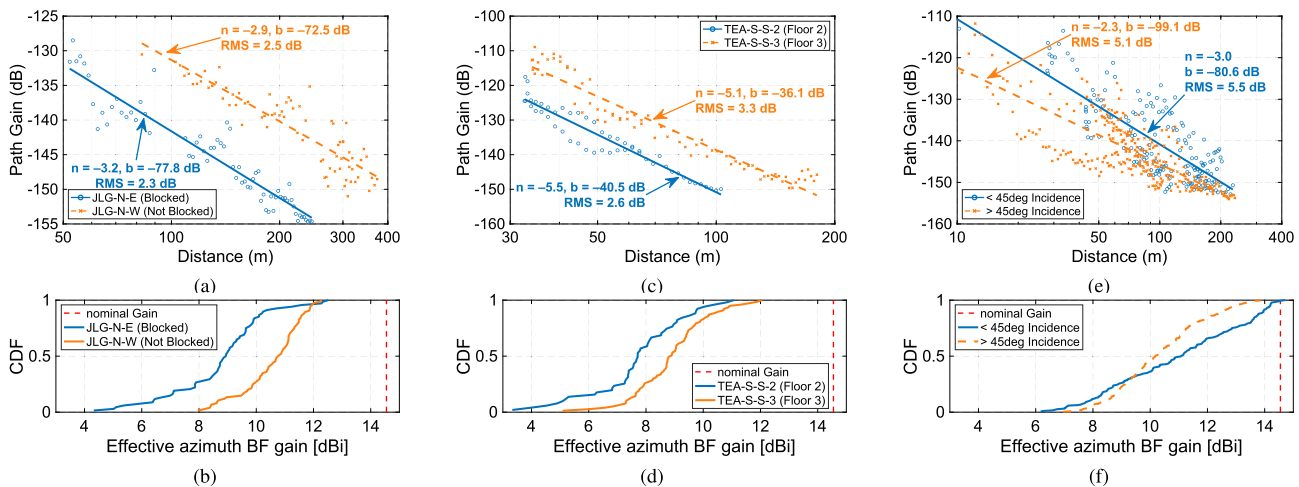 -125
-130
-135
-140
-145
-150
-155
Path Gain (dB)
n = –2.9, b = –72.5 dB
RMS = 2.5 dB
n = –3.2, b = –77.8 dB
RMS = 2.3 dB
JLG-N-E (Blocked)
JLG-N-W (Not Blocked)
50 100 200 300 400
Distance (m)
(a)
-100
-110
-120
-130
-140
-150
-160
Path Gain (dB)
TEA-S-S-2 (Floor 2)
TEA-S-S-3 (Floor 3)
n = –5.1, b = –36.1 dB
RMS = 3.3 dB
n = –5.5, b = –40.5 dB
RMS = 2.6 dB
30 50 100 200
Distance (m)
(c)
-110
-120
-130
-140
-150
-160
Path Gain (dB)
n = –2.3, b = –99.1
RMS = 5.1 dB
n = –3.0
b = –80.6 dB
RMS = 5.5 dB
< 45deg Incidence
> 45deg Incidence
10 50 100 200 400
Distance (m)
(e)
1
0.5
0
CDF
nominal Gain
JLG-N-E (Blocked)
JLG-N-W (Not Blocked)
4 6 8 10 12 14
Effective azimuth BF gain [dBi]
(b)
1
0.5
0
CDF
nominal Gain
TEA-S-S-2 (Floor 2)
TEA-S-S-3 (Floor 3)
4 6 8 10 12 14
Effective azimuth BF gain [dBi]
(d)
1
0.5
0
CDF
nominal Gain
< 45deg Incidence
> 45deg Incidence
4 6 8 10 12 14
Effective azimuth BF gain [dBi]
(f)